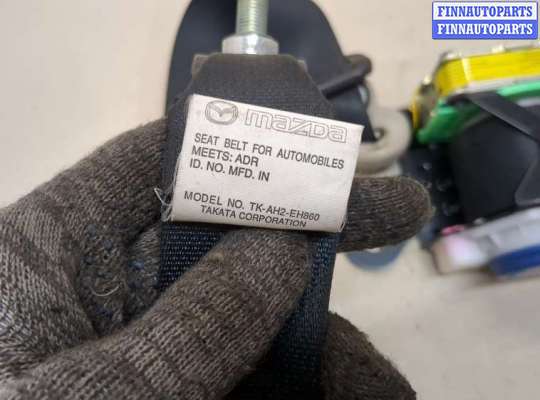 FINNAUTOPARTS
FINNAUTOPARTS
mazda
SEAT BELT FOR AUTOMOBILES
MEETS: ADR
ID. NO. MFD. IN
MODEL NO. TK-AH2-EH860
TAKATA CORPORATION